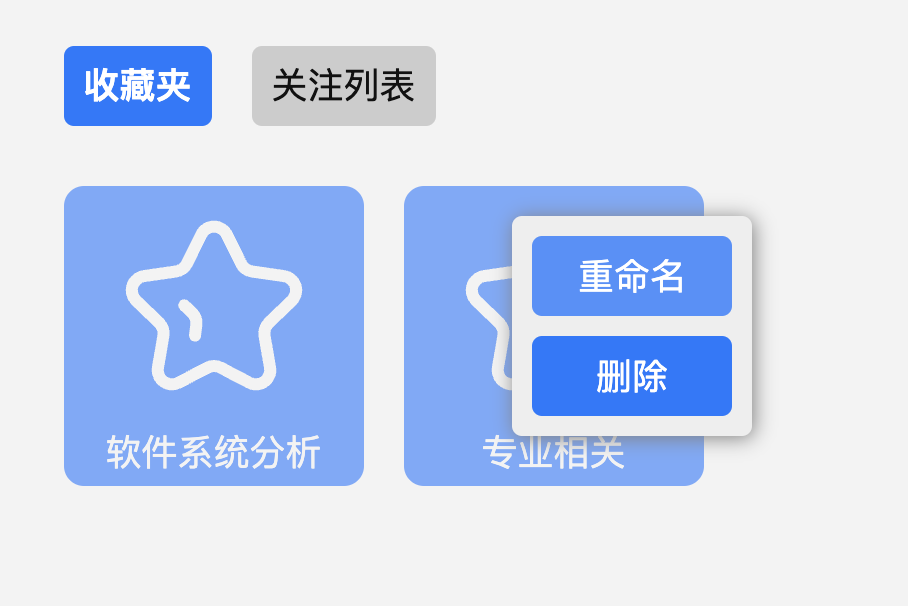 收藏夹
关注列表
重命名
删除
软件系统分析
专业相关